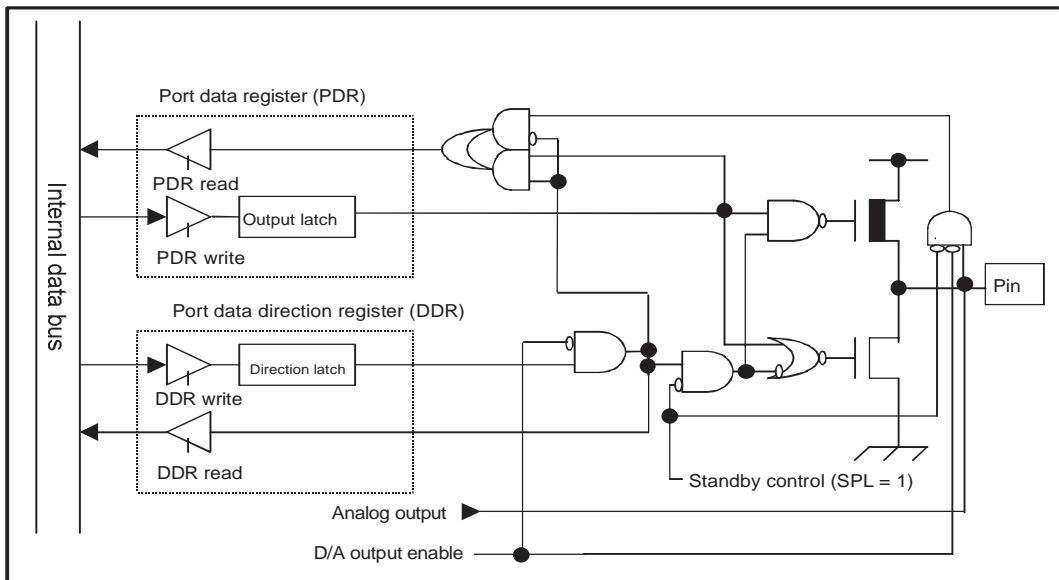 Port data register (PDR)
PDR read
Output latch
PDR write
Internal data bus
Pin
Port data direction register (DDR)
Direction latch
DDR write
DDR read
Standby control (SPL = 1)
Analog output
D/A output enable